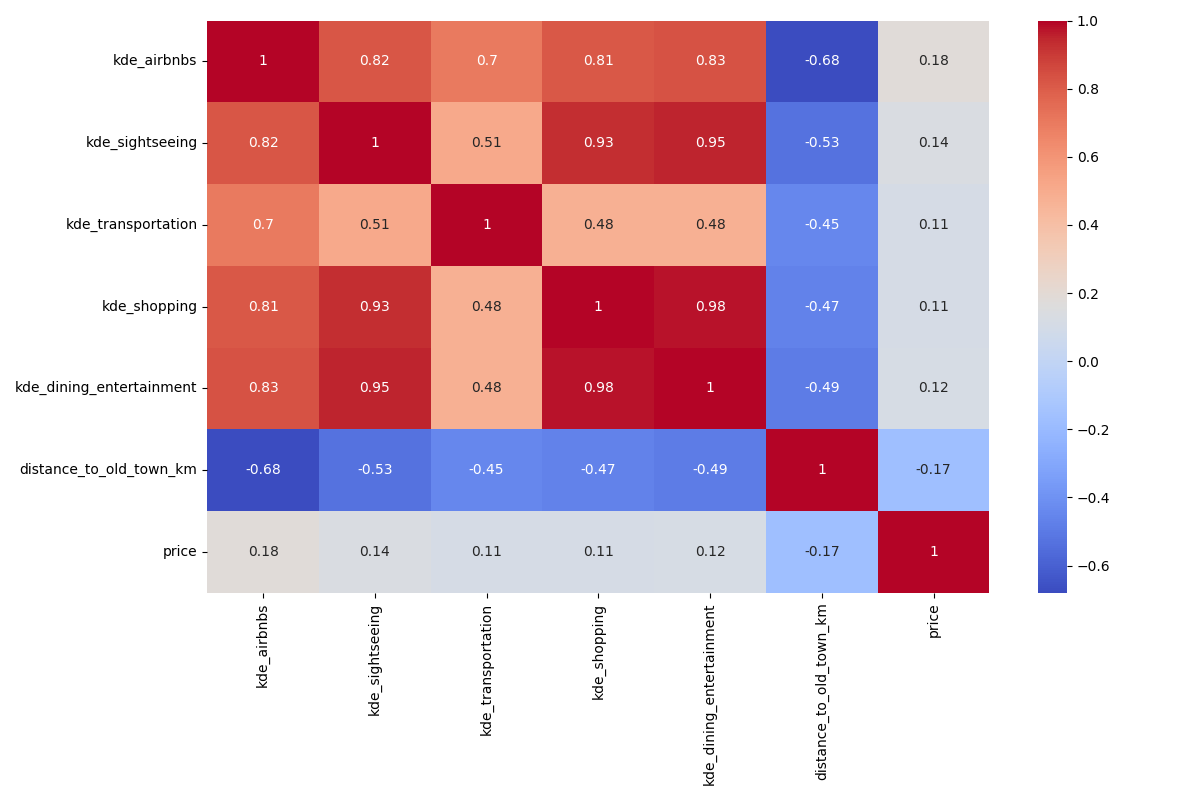 kde_airbnbs 1 0.82 0.7 0.81 0.83 -0.68 0.18
kde_sightseeing 0.82 1 0.51 0.93 0.95 -0.53 0.14
kde_transportation 0.7 0.51 1 0.48 0.48 -0.45 0.11
kde_shopping 0.81 0.93 0.48 1 0.98 -0.47 0.11
kde_dining_entertainment 0.83 0.95 0.48 0.98 1 -0.49 0.12
distance_to_old_town_km -0.68 -0.53 -0.45 -0.47 -0.49 1 -0.17
price 0.18 0.14 0.11 0.11 0.12 -0.17 1
kde_airbnbs
kde_sightseeing
kde_transportation
kde_shopping
kde_dining_entertainment
distance_to_old_town_km
price
1.0
0.8
0.6
0.4
0.2
0.0
−0.2
−0.4
−0.6